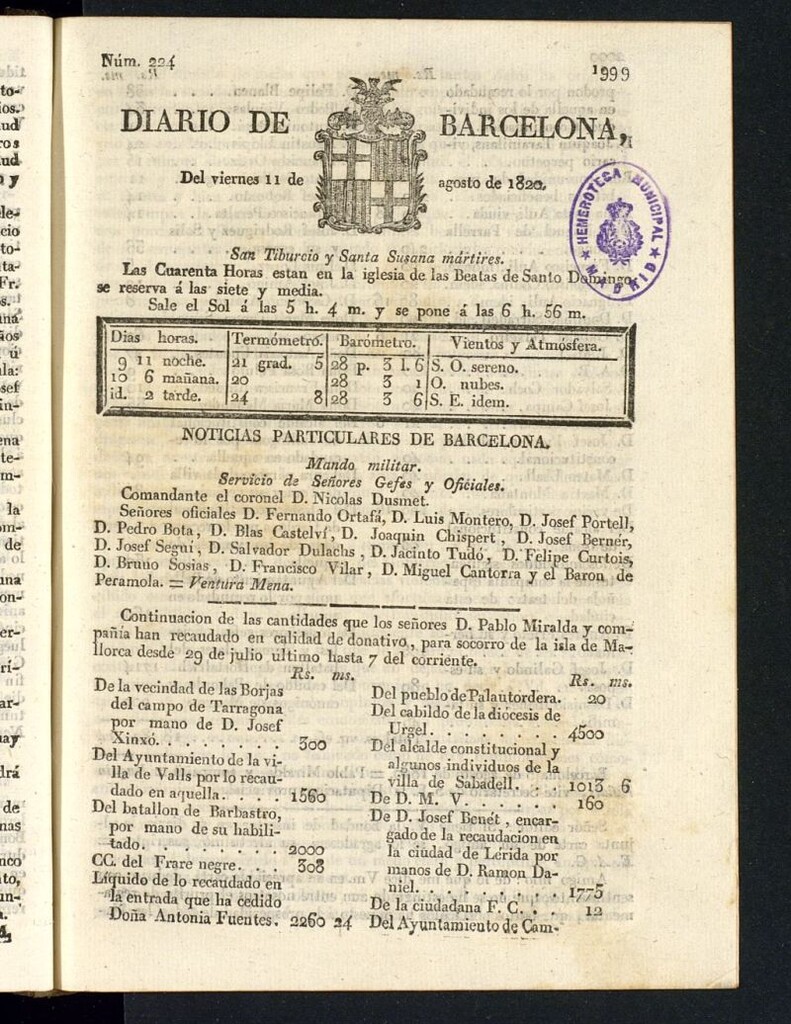 Núm. 224
1999
DIARIO DE BARCELONA,
Del viernes 11 de agosto de 1820.
HEMEROTECA MUNICIPAL
MADRID
San Tiburcio y Santa Susana mártires.
Las Cuarenta Horas estan en la iglesia de las Beatas de Santo Domingo,
se reserva á las siete y media.
Sale el Sol á las 5 h. 4 m. y se pone á las 6 h. 56 m.
Dias horas. Termómetro. Barómetro. Vientos y Atmósfera.
9 11 noche. 21 grad. 5 28 p. 3 l. 6 S. O. sereno.
10 6 mañana. 20 28 3 1 O. nubes.
id. 2 tarde. 24 8 28 3 6 S. E. idem.
NOTICIAS PARTICULARES DE BARCELONA.
Mando militar.
Servicio de Señores Gefes y Oficiales.
Comandante el coronel D. Nicolas Dusmet.
Señores oficiales D. Fernando Ortafá, D. Luis Montero, D. Josef Portell,
D. Pedro Bota, D. Blas Castelví, D. Joaquin Chispert, D. Josef Berner,
D. Josef Seguí, D. Salvador Dulachs, D. Jacinto Tudó, D. Felipe Curtois,
D. Bruno Sosias, D. Francisco Vilar, D. Miguel Cantorra y el Baron de
Peramola. = Ventura Mena.
Continuacion de las cantidades que los señores D. Pablo Miralda y com-
pañía han recaudado en calidad de donativo, para socorro de la isla de Ma-
llorca desde 29 de julio ultimo hasta 7 del corriente.
Rs. ms.
De la vecindad de las Borjas
del campo de Tarragona
por mano de D. Josef
Xinxó. . . . . . . . 300
Del Ayuntamiento de la vi-
lla de Valls por lo recau-
dado en aquella. . . . 1560
Del batallon de Barbastro,
por mano de su habili-
tado. . . . . . . . 2000
CC. del Frare negre. . . 308
Líquido de lo recaudado en
la entrada que ha cedido
Doña Antonia Fuentes. 2260 24
Rs. ms.
Del pueblo de Palautordera. 20
Del cabildo de la diócesis de
Urgel. . . . . . . . 4500
Del alcalde constitucional y
algunos individuos de la
villa de Sabadell. . . 1013 6
De D. M. V. . . . . . 160
De D. Josef Benét, encar-
gado de la recaudacion en
la ciudad de Lérida por
manos de D. Ramon Da-
niel. . . . . . . . . 1775
De la ciudadana F. C. . . 12
Del Ayuntamiento de Cam-